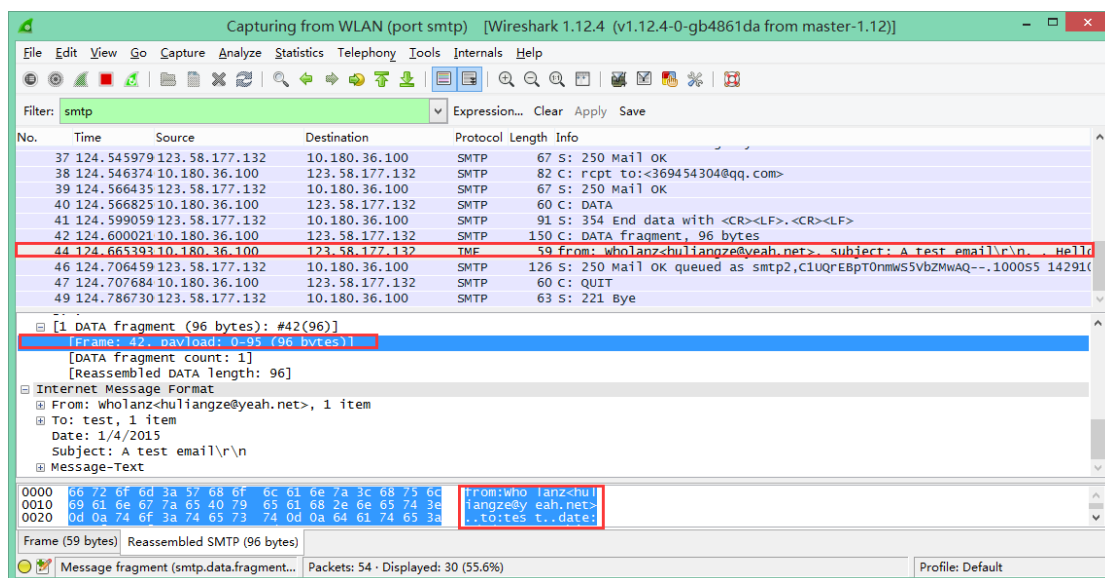 Capturing from WLAN (port smtp) [Wireshark 1.12.4 (v1.12.4-0-gb4861da from master-1.12)]
File Edit View Go Capture Analyze Statistics Telephony Tools Internals Help
Filter: smtp Expression... Clear Apply Save
No. Time Source Destination Protocol Length Info
37 124.545979 123.58.177.132 10.180.36.100 SMTP 67 S: 250 Mail OK
38 124.546374 10.180.36.100 123.58.177.132 SMTP 82 C: rcpt to:<369454304@qq.com>
39 124.566435 123.58.177.132 10.180.36.100 SMTP 67 S: 250 Mail OK
40 124.566825 10.180.36.100 123.58.177.132 SMTP 60 C: DATA
41 124.599059 123.58.177.132 10.180.36.100 SMTP 91 S: 354 End data with <CR><LF>.<CR><LF>
42 124.600021 10.180.36.100 123.58.177.132 SMTP 150 C: DATA fragment, 96 bytes
44 124.665393 10.180.36.100 123.58.177.132 IMF 59 from: Wholanz<huliangze@yeah.net>, subject: A test email\r\n, , Hello
46 124.706459 123.58.177.132 10.180.36.100 SMTP 126 S: 250 Mail OK queued as
47 124.707684 10.180.36.100 123.58.177.132 SMTP 60 C: QUIT
49 124.786730 123.58.177.132 10.180.36.100 SMTP 63 S: 221 Bye
[1 DATA fragment (96 bytes): #42(96)]
[Frame: 42, payload: 0-95 (96 bytes)]
[DATA fragment count: 1]
[Reassembled DATA length: 96]
Internet Message Format
From: Wholanz<huliangze@yeah.net>, 1 item
To: test, 1 item
Date: 1/4/2015
Subject: A test email\r\n
Message-Text
0000 66 72 6f 6d 3a 57 68 6f 6c 61 6e 7a 3c 68 75 6c from:Who lanz<hul
0010 69 61 6e 67 7a 65 40 79 65 61 68 2e 6e 65 74 3e iangze@y eah.net>
0020 0d 0a 74 6f 3a 74 65 73 74 0d 0a 64 61 74 65 3a ..to:tes t..date:
Frame (59 bytes) Reassembled SMTP (96 bytes)
Message fragment (smtp.data.fragment... Packets: 54 · Displayed: 30 (55.6%) Profile: Default